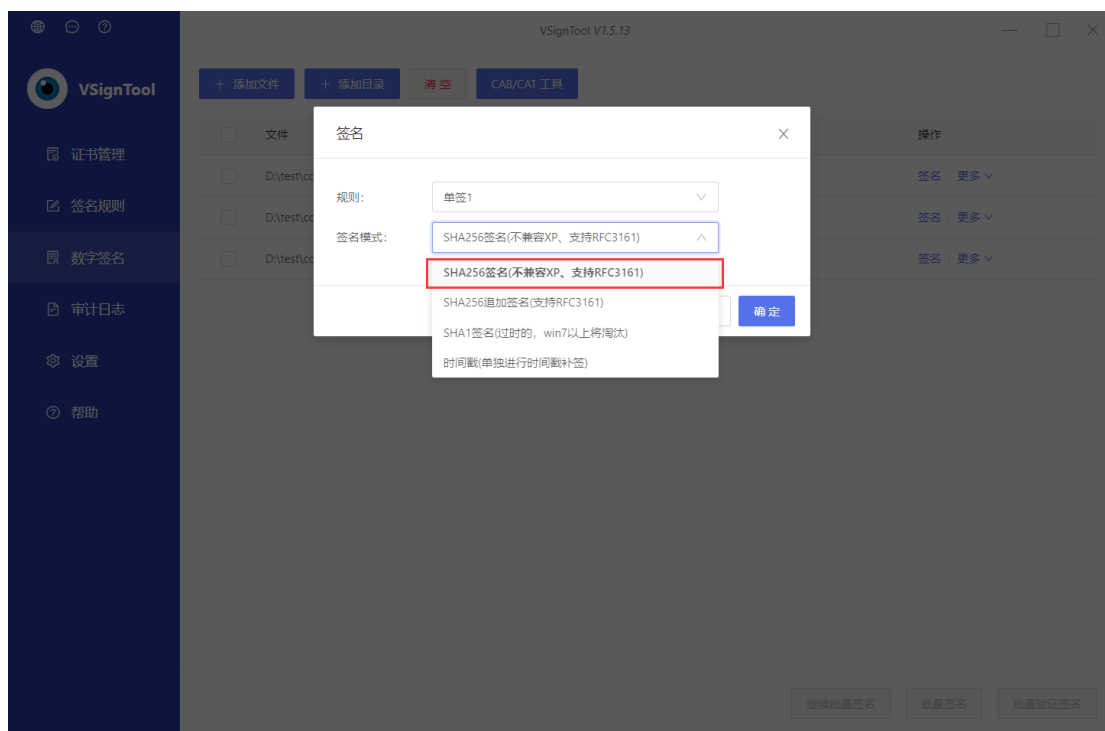 VSignTool V1.5.13
VSignTool
证书管理
签名规则
数字签名
审计日志
设置
帮助
+ 添加文件
+ 添加目录
清 空
CAB/CAT 工具
文件
操作
D:\test\cc
签名
更多
D:\test\cc
签名
更多
D:\test\cc
签名
更多
签名
规则:
单签1
签名模式:
SHA256签名(不兼容XP、支持RFC3161)
SHA256签名(不兼容XP、支持RFC3161)
SHA256追加签名(支持RFC3161)
SHA1签名(过时的，win7以上将淘汰)
时间戳(单独进行时间戳补签)
确 定
继续批量签名
批量签名
批量验证签名